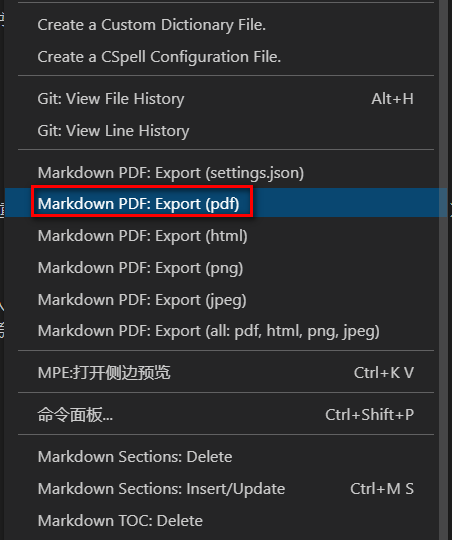 Create a Custom Dictionary File.
Create a CSpell Configuration File.
Git: View File History Alt+H
Git: View Line History
Markdown PDF: Export (settings.json)
Markdown PDF: Export (pdf)
Markdown PDF: Export (html)
Markdown PDF: Export (png)
Markdown PDF: Export (jpeg)
Markdown PDF: Export (all: pdf, html, png, jpeg)
MPE:打开侧边预览 Ctrl+K V
命令面板... Ctrl+Shift+P
Markdown Sections: Delete
Markdown Sections: Insert/Update Ctrl+M S
Markdown TOC: Delete